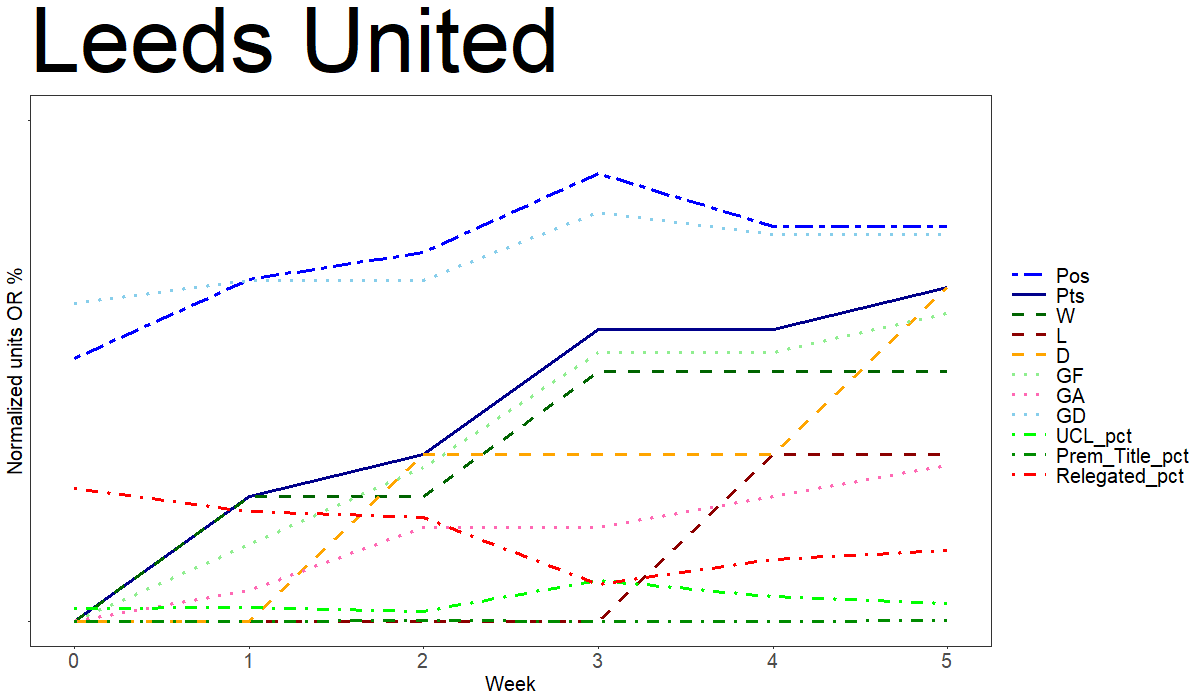 Leeds United
Normalized units OR %
Pos
Pts
W
L
D
GF
GA
GD
UCL_pct
Prem_Title_pct
Relegated_pct
0 1 2 3 4 5
Week